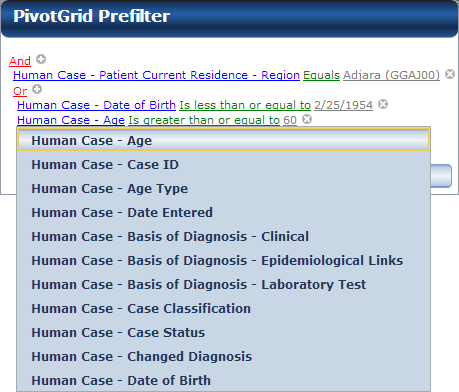 PivotGrid Prefilter
And
Human Case - Patient Current Residence - Region Equals Adjara (GGAJ00)
Or
Human Case - Date of Birth Is less than or equal to 2/25/1954
Human Case - Age Is greater than or equal to 60
Human Case - Age
Human Case - Case ID
Human Case - Age Type
Human Case - Date Entered
Human Case - Basis of Diagnosis - Clinical
Human Case - Basis of Diagnosis - Epidemiological Links
Human Case - Basis of Diagnosis - Laboratory Test
Human Case - Case Classification
Human Case - Case Status
Human Case - Changed Diagnosis
Human Case - Date of Birth